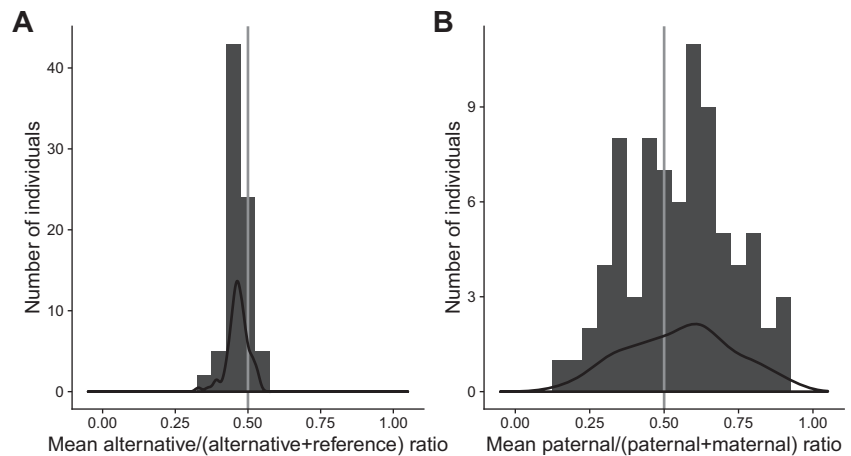 A
B
Number of individuals
40
30
20
10
0
0.00 0.25 0.50 0.75 1.00
Mean alternative/(alternative+reference) ratio
Number of individuals
9
6
3
0
0.00 0.25 0.50 0.75 1.00
Mean paternal/(paternal+maternal) ratio